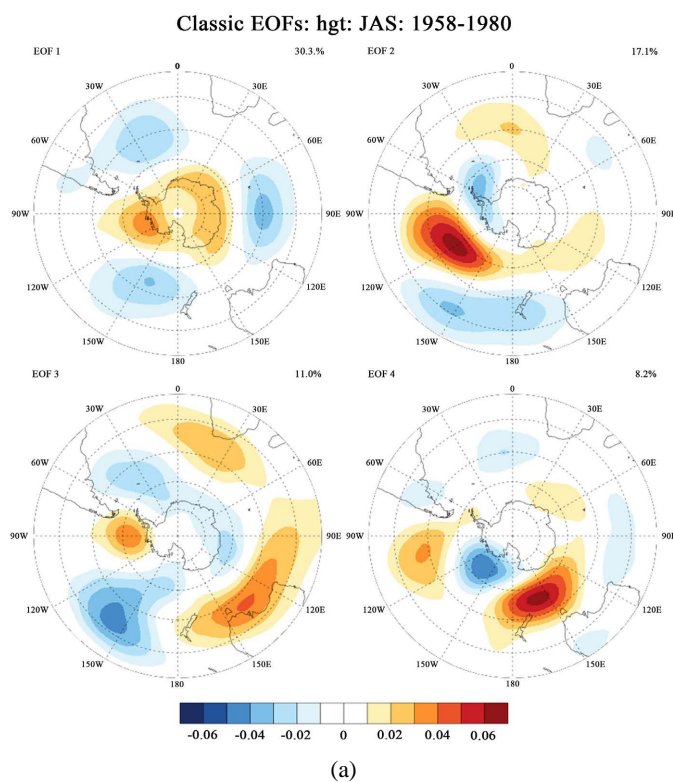 Classic EOFs: hgt: JAS: 1958-1980
EOF 1 30.3.%
0
30W 30E
60W 60E
90W 90E
120W 120E
150W 150E
180
EOF 2 17.1%
0
30W 30E
60W 60E
90W 90E
120W 120E
150W 150E
180
EOF 3 11.0%
0
30W 30E
60W 60E
90W 90E
120W 120E
150W 150E
180
EOF 4 8.2%
0
30W 30E
60W 60E
90W 90E
120W 120E
150W 150E
180
-0.06 -0.04 -0.02 0 0.02 0.04 0.06
(a)